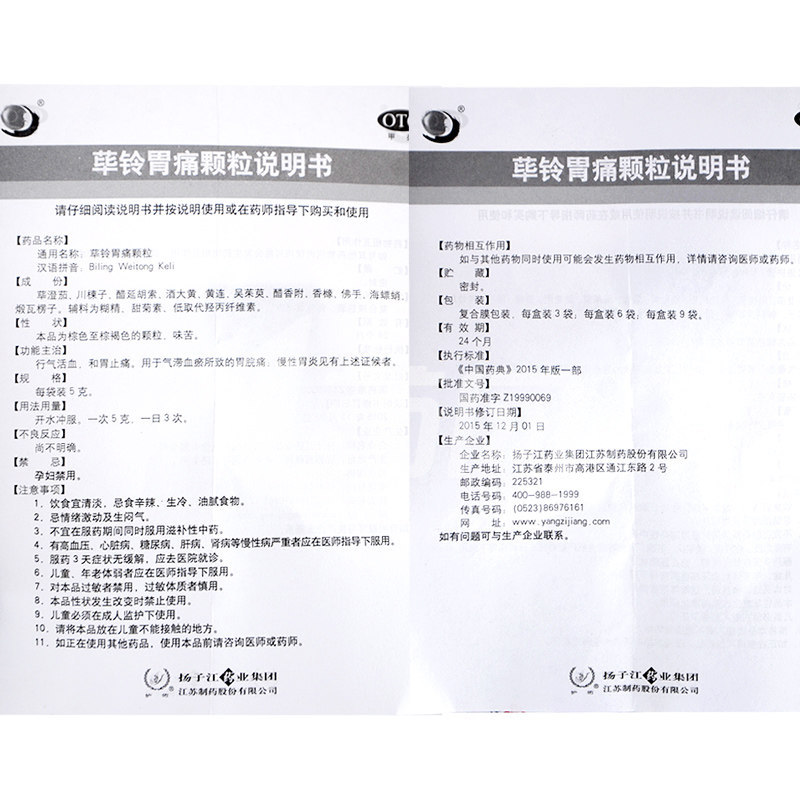 ®
OTC
甲类
荜铃胃痛颗粒说明书
请仔细阅读说明书并按说明使用或在药师指导下购买和使用
【药品名称】
通用名称：荜铃胃痛颗粒
汉语拼音：Biling Weitong Keli
【成 份】
荜澄茄、川楝子、醋延胡索、酒大黄、黄连、吴茱萸、醋香附、香橼、佛手、海螵蛸、
煅瓦楞子。辅料为糊精、甜菊素、低取代羟丙纤维素。
【性 状】
本品为棕色至棕褐色的颗粒，味苦。
【功能主治】
行气活血，和胃止痛。用于气滞血瘀所致的胃脘痛；慢性胃炎见有上述证候者。
【规 格】
每袋装5克。
【用法用量】
开水冲服。一次5克，一日3次。
【不良反应】
尚不明确。
【禁 忌】
孕妇禁用。
【注意事项】
1．饮食宜清淡，忌食辛辣、生冷、油腻食物。
2．忌情绪激动及生闷气。
3．不宜在服药期间同时服用滋补性中药。
4．有高血压、心脏病、糖尿病、肝病、肾病等慢性病严重者应在医师指导下服用。
5．服药3天症状无缓解，应去医院就诊。
6．儿童、年老体弱者应在医师指导下服用。
7．对本品过敏者禁用，过敏体质者慎用。
8．本品性状发生改变时禁止使用。
9．儿童必须在成人监护下使用。
10．请将本品放在儿童不能接触的地方。
11．如正在使用其他药品，使用本品前请咨询医师或药师。
护佑®
扬子江药业集团
江苏制药股份有限公司
®
荜铃胃痛颗粒说明书
【药物相互作用】
如与其他药物同时使用可能会发生药物相互作用，详情请咨询医师或药师。
【贮 藏】
密封。
【包 装】
复合膜包装，每盒装3袋；每盒装6袋；每盒装9袋。
【有 效 期】
24个月
【执行标准】
《中国药典》2015年版一部
【批准文号】
国药准字Z19990069
【说明书修订日期】
2015年12月01日
【生产企业】
企业名称：扬子江药业集团江苏制药股份有限公司
生产地址：江苏省泰州市高港区通江东路2号
邮政编码：225321
电话号码：400-988-1999
传真号码：(0523)86976161
网 址：www.yangzijiang.com
如有问题可与生产企业联系。
护佑®
扬子江药业集团
江苏制药股份有限公司